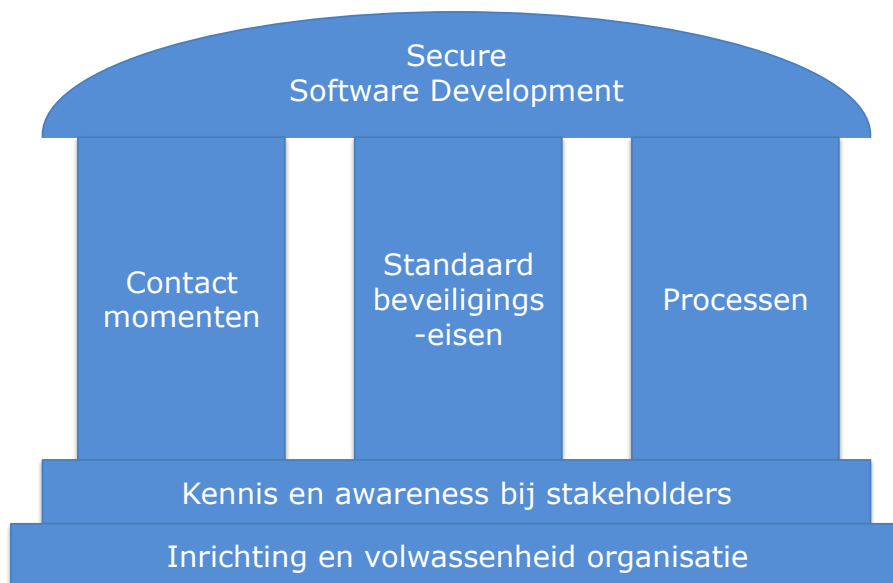 Secure
Software Development
Contact
momenten
Standaard
beveiligings
-eisen
Processen
Kennis en awareness bij stakeholders
Inrichting en volwassenheid organisatie